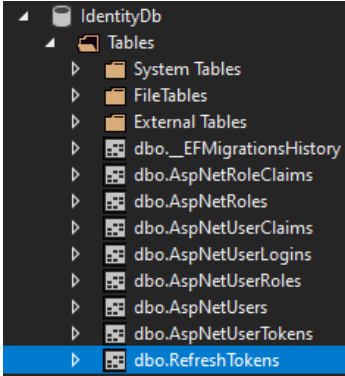 IdentityDb
Tables
System Tables
FileTables
External Tables
dbo.__EFMigrationsHistory
dbo.AspNetRoleClaims
dbo.AspNetRoles
dbo.AspNetUserClaims
dbo.AspNetUserLogins
dbo.AspNetUserRoles
dbo.AspNetUsers
dbo.AspNetUserTokens
dbo.RefreshTokens